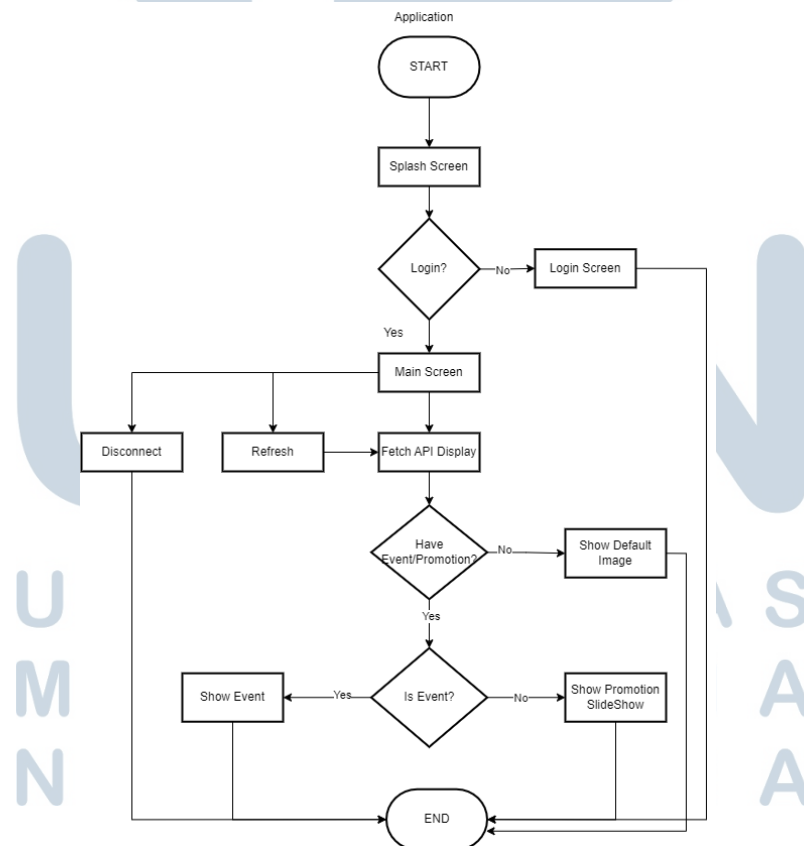 Application
START
Splash Screen
Login?
No
Login Screen
Yes
Main Screen
Disconnect
Refresh
Fetch API Display
Have
Event/Promotion?
No
Show Default
Image
Yes
Show Event
Yes
Is Event?
No
Show Promotion
SlideShow
END
U
A S
M
A
N
A